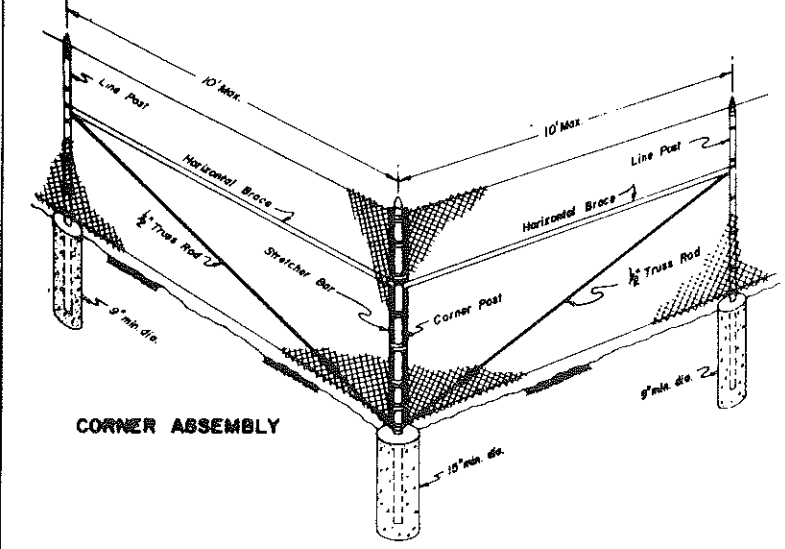 10' Max.
10' Max.
Line Post
Line Post
Horizontal Brace
Horizontal Brace
1/2" Truss Rod
Stretcher Bar
1/2" Truss Rod
Corner Post
9" min. dia.
9" min. dia.
CORNER ASSEMBLY
15" min. dia.